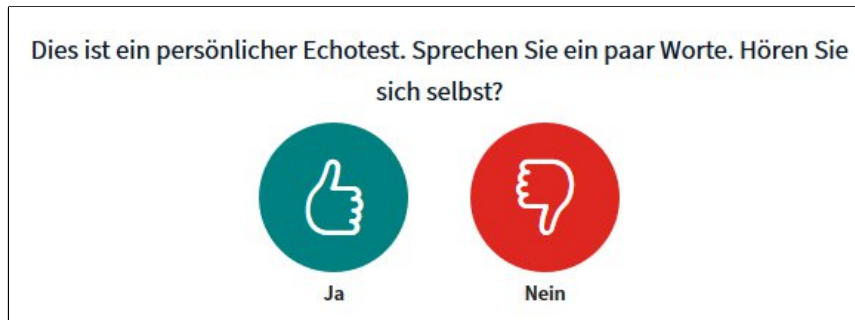 Dies ist ein persönlicher Echotest. Sprechen Sie ein paar Worte. Hören Sie
sich selbst?
Ja
Nein